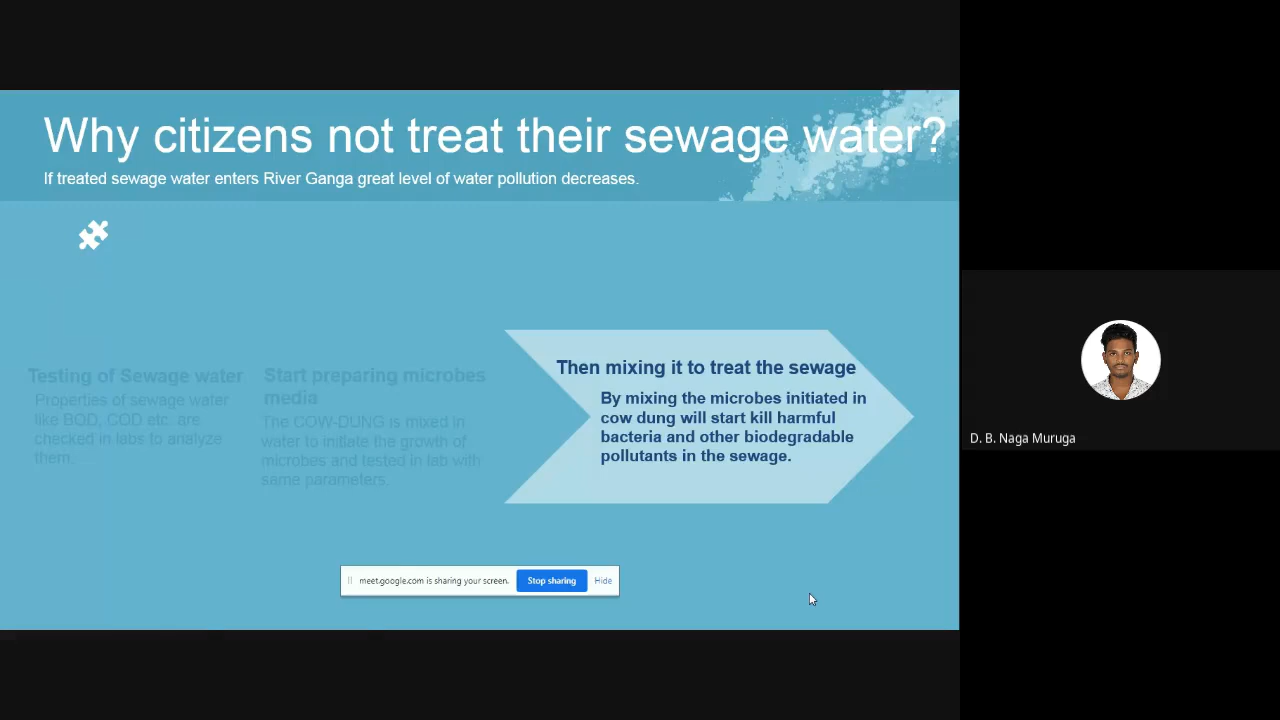 Why citizens not treat their sewage water?
If treated sewage water enters River Ganga great level of water pollution decreases.
Testing of Sewage water
Properties of sewage water
like BOD, COD etc. are
checked in labs to analyze
them.
Start preparing microbes
media
The COW-DUNG is mixed in
water to initiate the growth of
microbes and tested in lab with
same parameters.
Then mixing it to treat the sewage
By mixing the microbes initiated in
cow dung will start kill harmful
bacteria and other biodegradable
pollutants in the sewage.
meet.google.com is sharing your screen. Stop sharing Hide
D. B. Naga Muruga